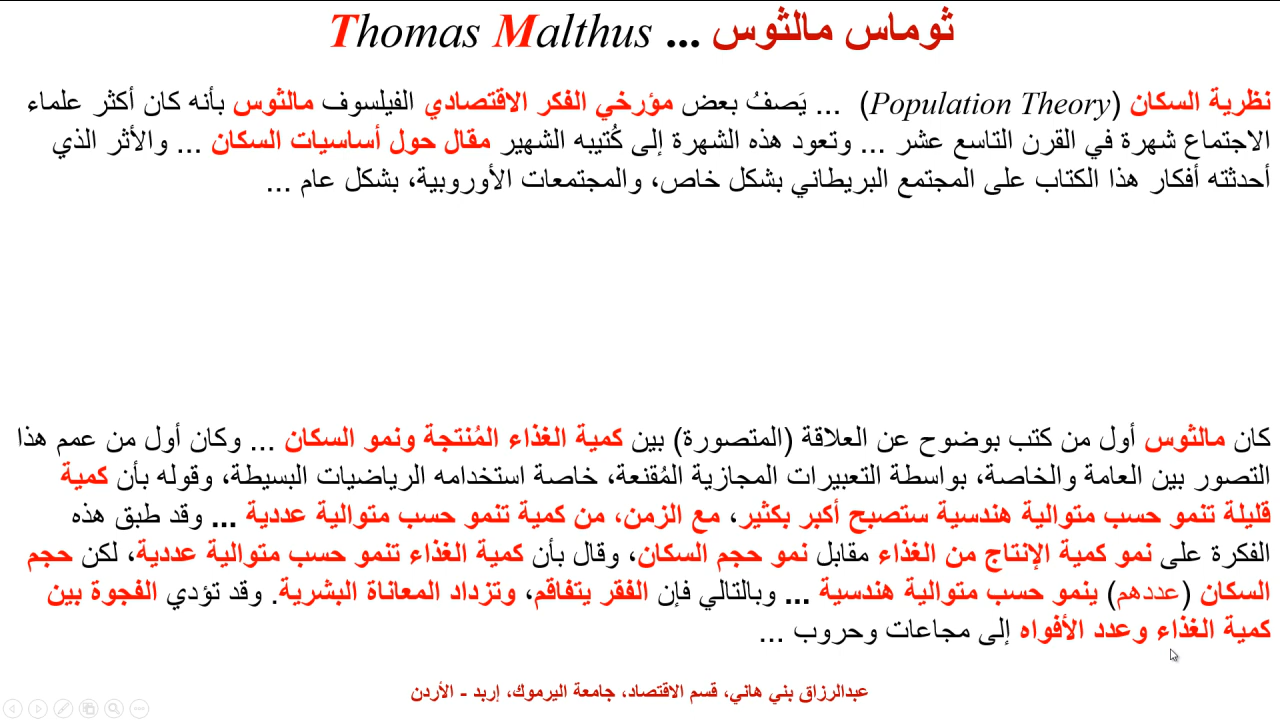 ثوماس مالثوس ... Thomas Malthus
نظرية السكان (Population Theory) ... يَصفُ بعض مؤرخي الفكر الاقتصادي الفيلسوف مالثوس بأنه كان أكثر علماء
الاجتماع شهرة في القرن التاسع عشر ... وتعود هذه الشهرة إلى كُتيبه الشهير مقال حول أساسيات السكان ... والأثر الذي
أحدثته أفكار هذا الكتاب على المجتمع البريطاني بشكل خاص، والمجتمعات الأوروبية، بشكل عام ...
كان مالثوس أول من كتب بوضوح عن العلاقة (المتصورة) بين كمية الغذاء المُنتجة ونمو السكان ... وكان أول من عمم هذا
التصور بين العامة والخاصة، بواسطة التعبيرات المجازية المُقنعة، خاصة استخدامه الرياضيات البسيطة، وقوله بأن كمية
قليلة تنمو حسب متوالية هندسية ستصبح أكبر بكثير، مع الزمن، من كمية تنمو حسب متوالية عددية ... وقد طبق هذه
الفكرة على نمو كمية الإنتاج من الغذاء مقابل نمو حجم السكان، وقال بأن كمية الغذاء تنمو حسب متوالية عددية، لكن حجم
السكان (عددهم) ينمو حسب متوالية هندسية ... وبالتالي فإن الفقر يتفاقم، وتزداد المعاناة البشرية. وقد تؤدي الفجوة بين
كمية الغذاء وعدد الأفواه إلى مجاعات وحروب ...
عبدالرزاق بني هاني، قسم الاقتصاد، جامعة اليرموك، إربد - الأردن